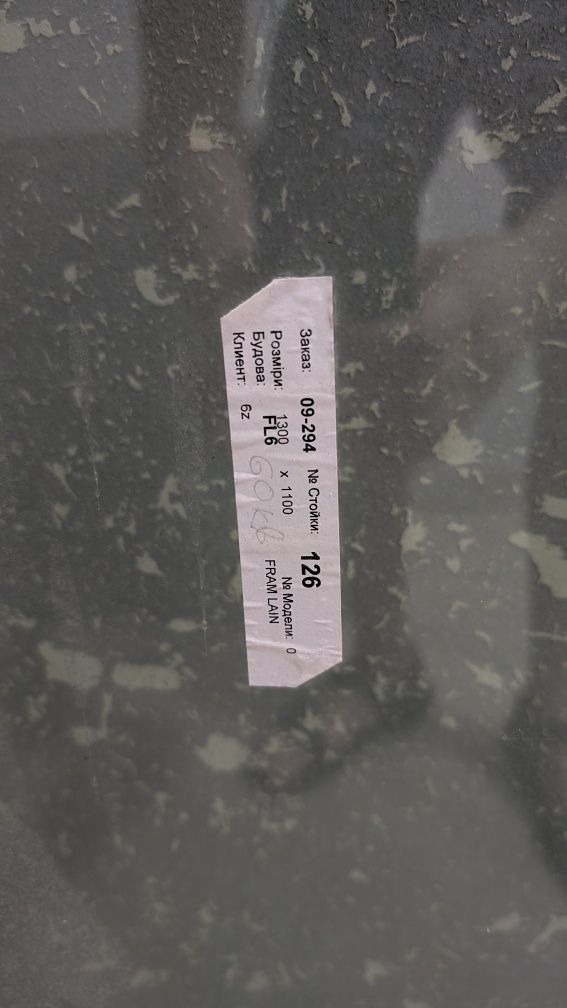 Заказ: 09-294 № Стойки: 126
Розміри: 1300 x 1100 № Модели: 0
Будова: FL6 FRAM LAIN
Клиент: 6z 60кв